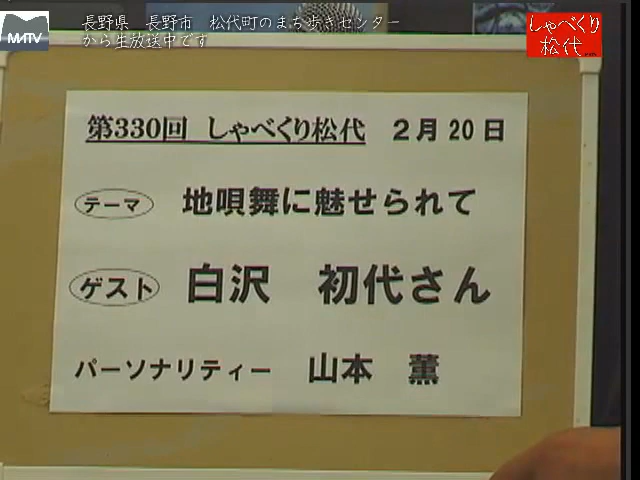 MATV
長野県 長野市 松代町のまち歩きセンター
から生放送中です
しゃべくり
松代
第330回 しゃべくり松代 2月20日
テーマ 地唄舞に魅せられて
ゲスト 白沢 初代さん
パーソナリティー 山本 薫